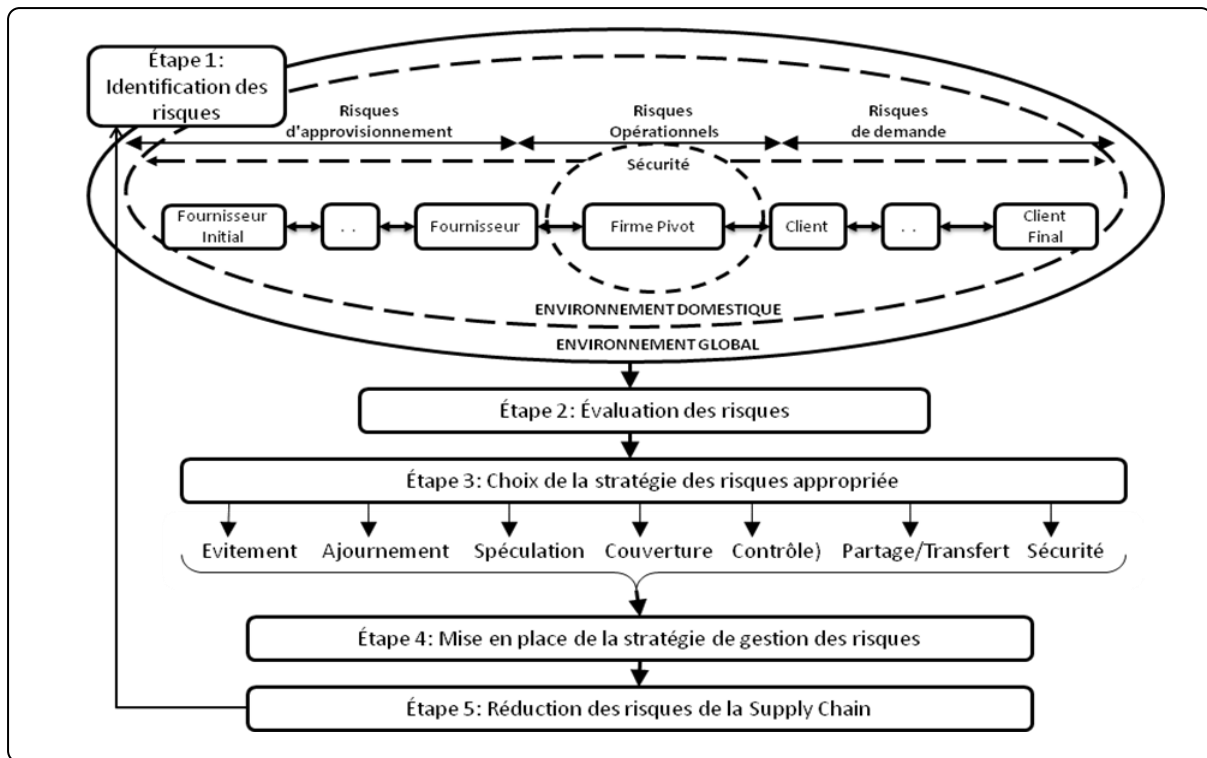 Étape 1:
Identification des
risques
Risques
d'approvisionnement
Risques
Opérationnels
Risques
de demande
Sécurité
Fournisseur
Initial
. .
Fournisseur
Firme Pivot
Client
. .
Client
Final
ENVIRONNEMENT DOMESTIQUE
ENVIRONNEMENT GLOBAL
Étape 2: Évaluation des risques
Étape 3: Choix de la stratégie des risques appropriée
Evitement
Ajournement
Spéculation
Couverture
Contrôle)
Partage/Transfert
Sécurité
Étape 4: Mise en place de la stratégie de gestion des risques
Étape 5: Réduction des risques de la Supply Chain